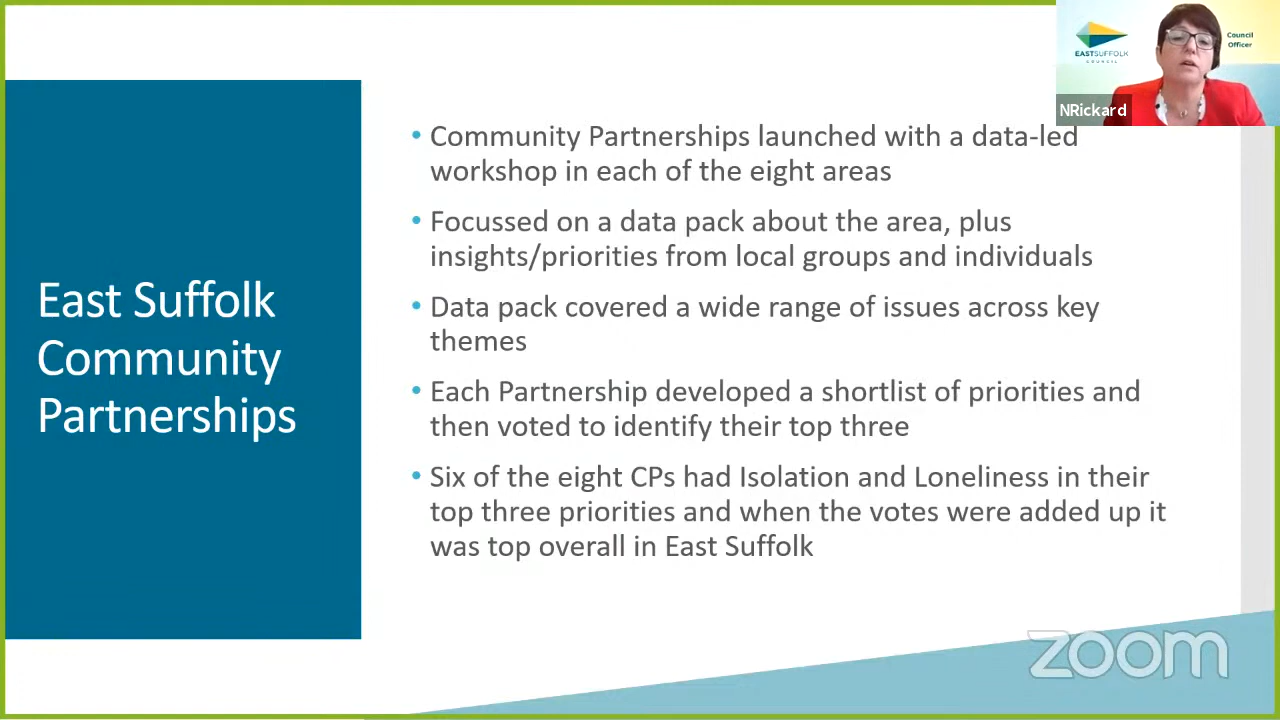 EASTSUFFOLK
COUNCIL
Council
Officer
NRickard
East Suffolk
Community
Partnerships
• Community Partnerships launched with a data-led
workshop in each of the eight areas
• Focussed on a data pack about the area, plus
insights/priorities from local groups and individuals
• Data pack covered a wide range of issues across key
themes
• Each Partnership developed a shortlist of priorities and
then voted to identify their top three
• Six of the eight CPs had Isolation and Loneliness in their
top three priorities and when the votes were added up it
was top overall in East Suffolk
zoom